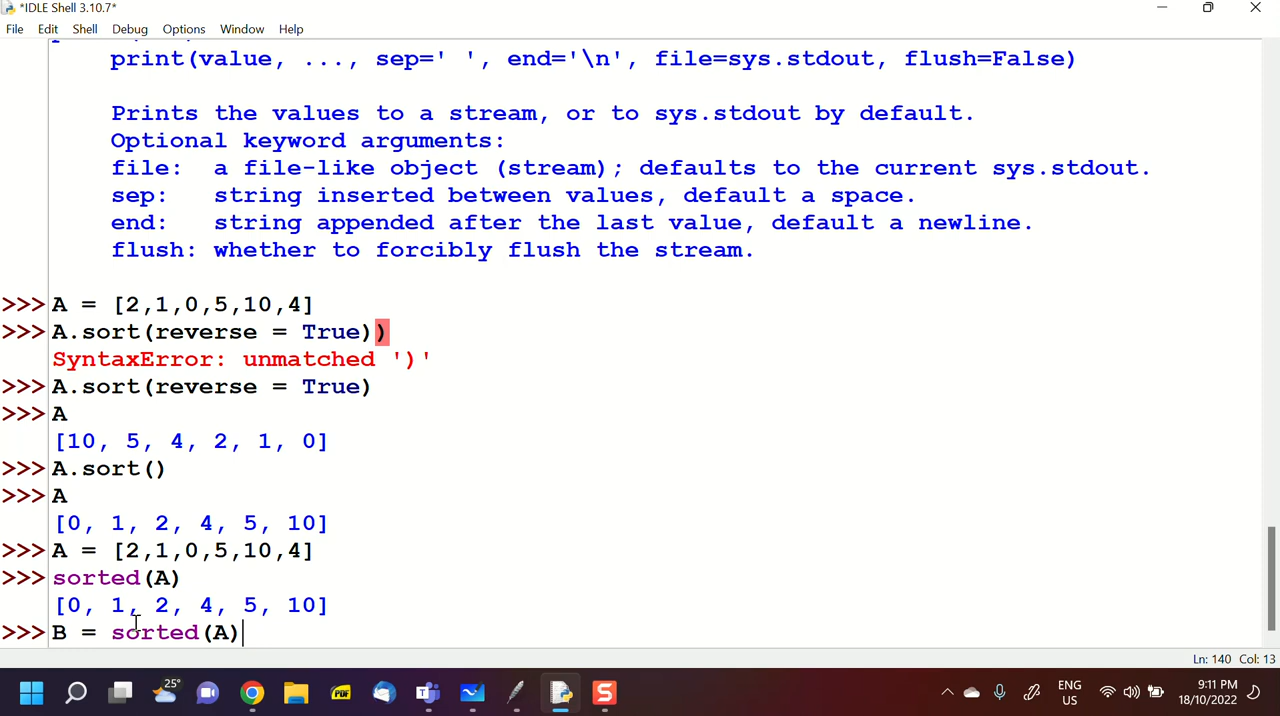 *IDLE Shell 3.10.7*
File Edit Shell Debug Options Window Help
print(value, ..., sep=' ', end='\n', file=sys.stdout, flush=False)
Prints the values to a stream, or to sys.stdout by default.
Optional keyword arguments:
file:  a file-like object (stream); defaults to the current sys.stdout.
sep:   string inserted between values, default a space.
end:   string appended after the last value, default a newline.
flush: whether to forcibly flush the stream.
>>> A = [2,1,0,5,10,4]
>>> A.sort(reverse = True))
SyntaxError: unmatched ')'
>>> A.sort(reverse = True)
>>> A
[10, 5, 4, 2, 1, 0]
>>> A.sort()
>>> A
[0, 1, 2, 4, 5, 10]
>>> A = [2,1,0,5,10,4]
>>> sorted(A)
[0, 1, 2, 4, 5, 10]
>>> B = sorted(A)
Ln: 140 Col: 13
25°
PDF
S
ENG
US
9:11 PM
18/10/2022